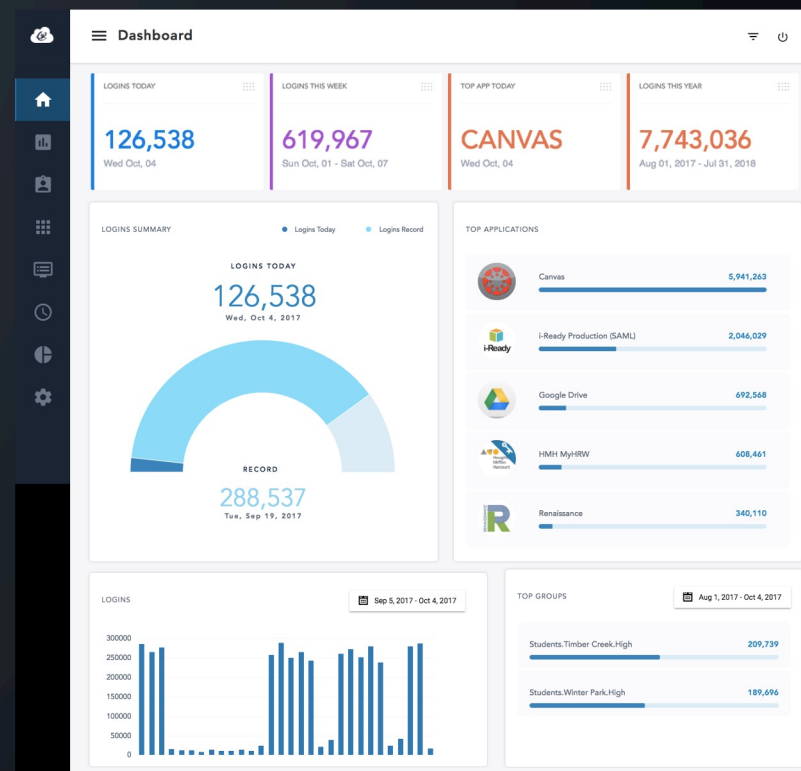 Dashboard
LOGINS TODAY
126,538
Wed Oct, 04
LOGINS THIS WEEK
619,967
Sun Oct, 01 - Sat Oct, 07
TOP APP TODAY
CANVAS
Wed Oct, 04
LOGINS THIS YEAR
7,743,036
Aug 01, 2017 - Jul 31, 2018
LOGINS SUMMARY
Logins Today
Logins Record
LOGINS TODAY
126,538
Wed, Oct 4, 2017
RECORD
288,537
Tue, Sep 19, 2017
TOP APPLICATIONS
Canvas 5,941,263
i-Ready
i-Ready Production (SAML) 2,046,029
Google Drive 692,568
Houghton
Mifflin
Harcourt
HMH MyHRW 608,461
RENAISSANCE
R
Renaissance 340,110
LOGINS
Sep 5, 2017 - Oct 4, 2017
300000
250000
200000
150000
100000
50000
0
TOP GROUPS
Aug 1, 2017 - Oct 4, 2017
Students.Timber Creek.High 209,739
Students.Winter Park.High 189,696